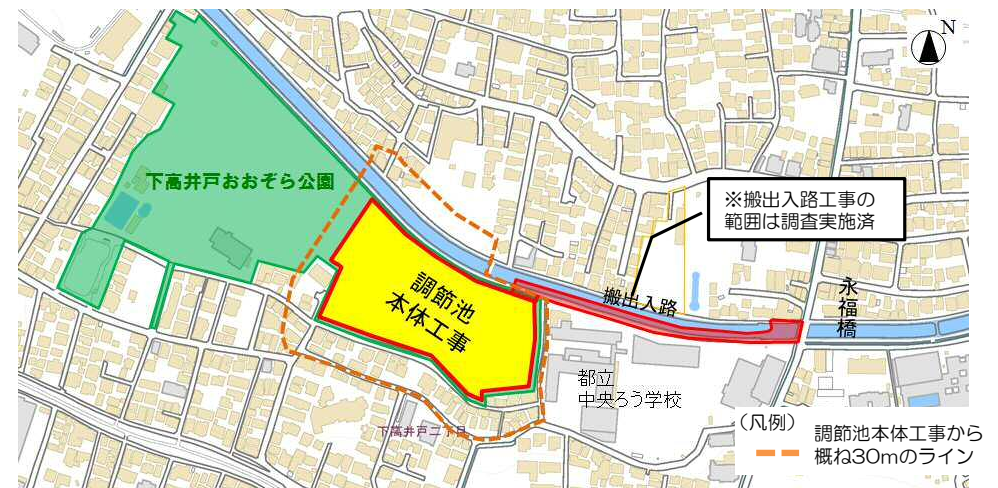 N
下高井戸おおぞら公園
※搬出入路工事の
範囲は調査実施済
調節池
本体工事
搬出入路
永福橋
都立
中央ろう学校
下高井戸二丁目
（凡例）
調節池本体工事から
概ね30mのライン